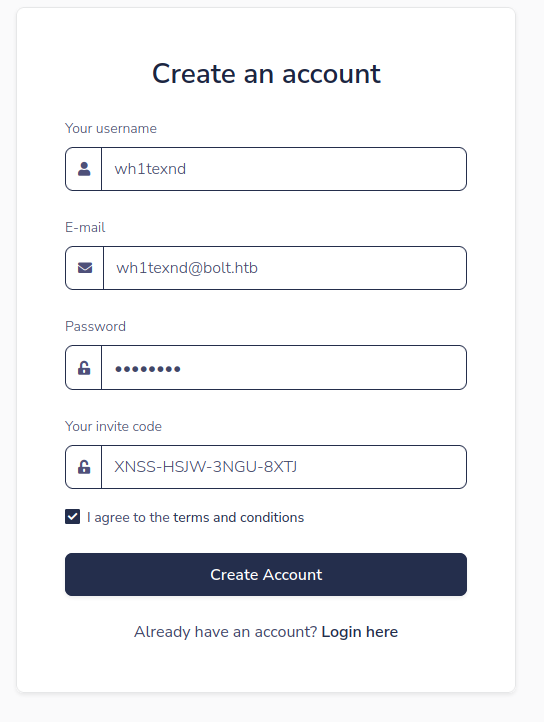 Create an account
Your username
wh1texnd
E-mail
wh1texnd@bolt.htb
Password
••••••••
Your invite code
XNSS-HSJW-3NGU-8XTJ
I agree to the terms and conditions
Create Account
Already have an account? Login here